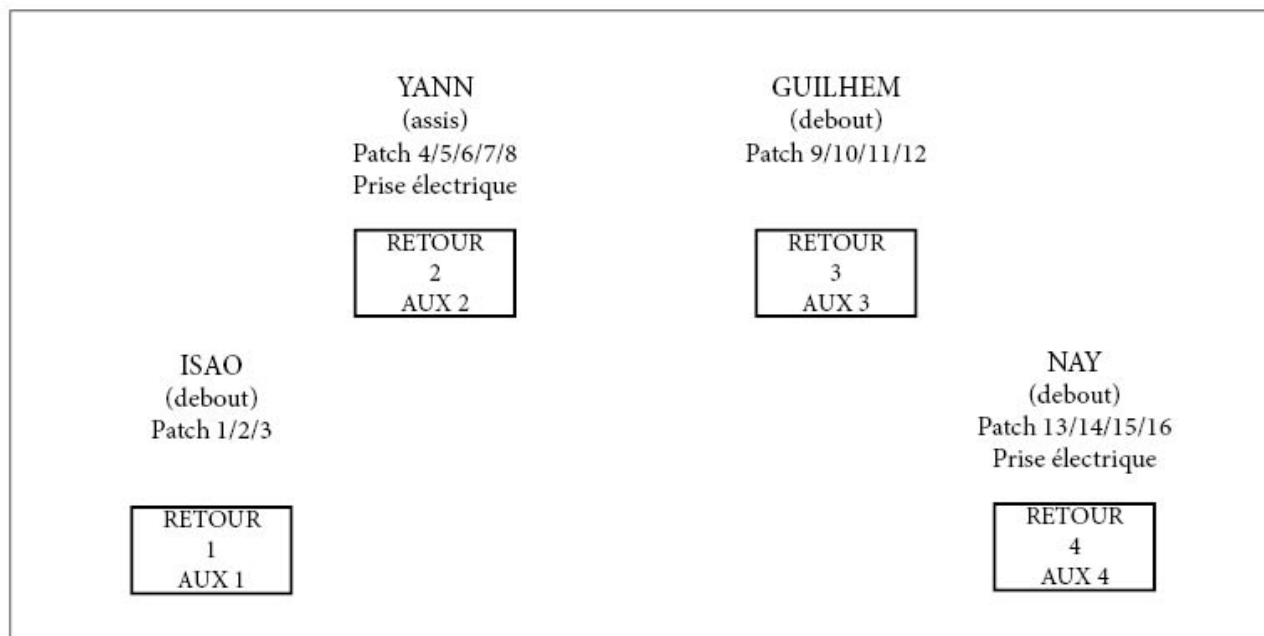 YANN
(assis)
Patch 4/5/6/7/8
Prise électrique
RETOUR
2
AUX 2
GUILHEM
(debout)
Patch 9/10/11/12
RETOUR
3
AUX 3
ISAO
(debout)
Patch 1/2/3
RETOUR
1
AUX 1
NAY
(debout)
Patch 13/14/15/16
Prise électrique
RETOUR
4
AUX 4